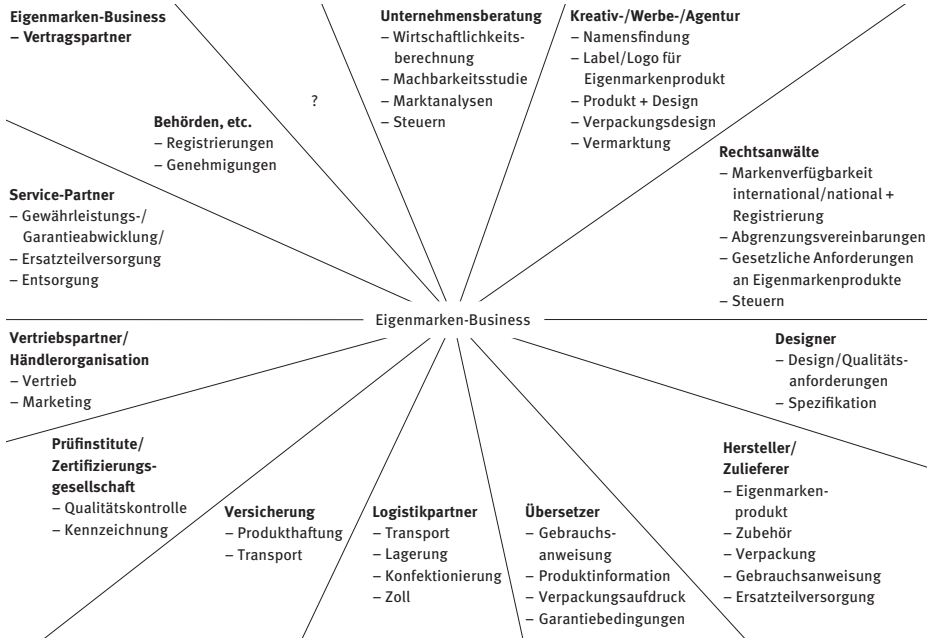 Eigenmarken-Business
– Vertragspartner
Unternehmensberatung
– Wirtschaftlichkeits-
berechnung
– Machbarkeitsstudie
– Marktanalysen
– Steuern
Kreativ-/Werbe-/Agentur
– Namensfindung
– Label/Logo für
Eigenmarkenprodukt
– Produkt + Design
– Verpackungsdesign
– Vermarktung
?
Behörden, etc.
– Registrierungen
– Genehmigungen
Rechtsanwälte
– Markenverfügbarkeit
international/national +
Registrierung
– Abgrenzungsvereinbarungen
– Gesetzliche Anforderungen
an Eigenmarkenprodukte
– Steuern
Service-Partner
– Gewährleistungs-/
Garantieabwicklung/
– Ersatzteilversorgung
– Entsorgung
Eigenmarken-Business
Vertriebspartner/
Händlerorganisation
– Vertrieb
– Marketing
Designer
– Design/Qualitäts-
anforderungen
– Spezifikation
Prüfinstitute/
Zertifizierungs-
gesellschaft
– Qualitätskontrolle
– Kennzeichnung
Versicherung
– Produkthaftung
– Transport
Logistikpartner
– Transport
– Lagerung
– Konfektionierung
– Zoll
Übersetzer
– Gebrauchs-
anweisung
– Produktinformation
– Verpackungsaufdruck
– Garantiebedingungen
Hersteller/
Zulieferer
– Eigenmarken-
produkt
– Zubehör
– Verpackung
– Gebrauchsanweisung
– Ersatzteilversorgung